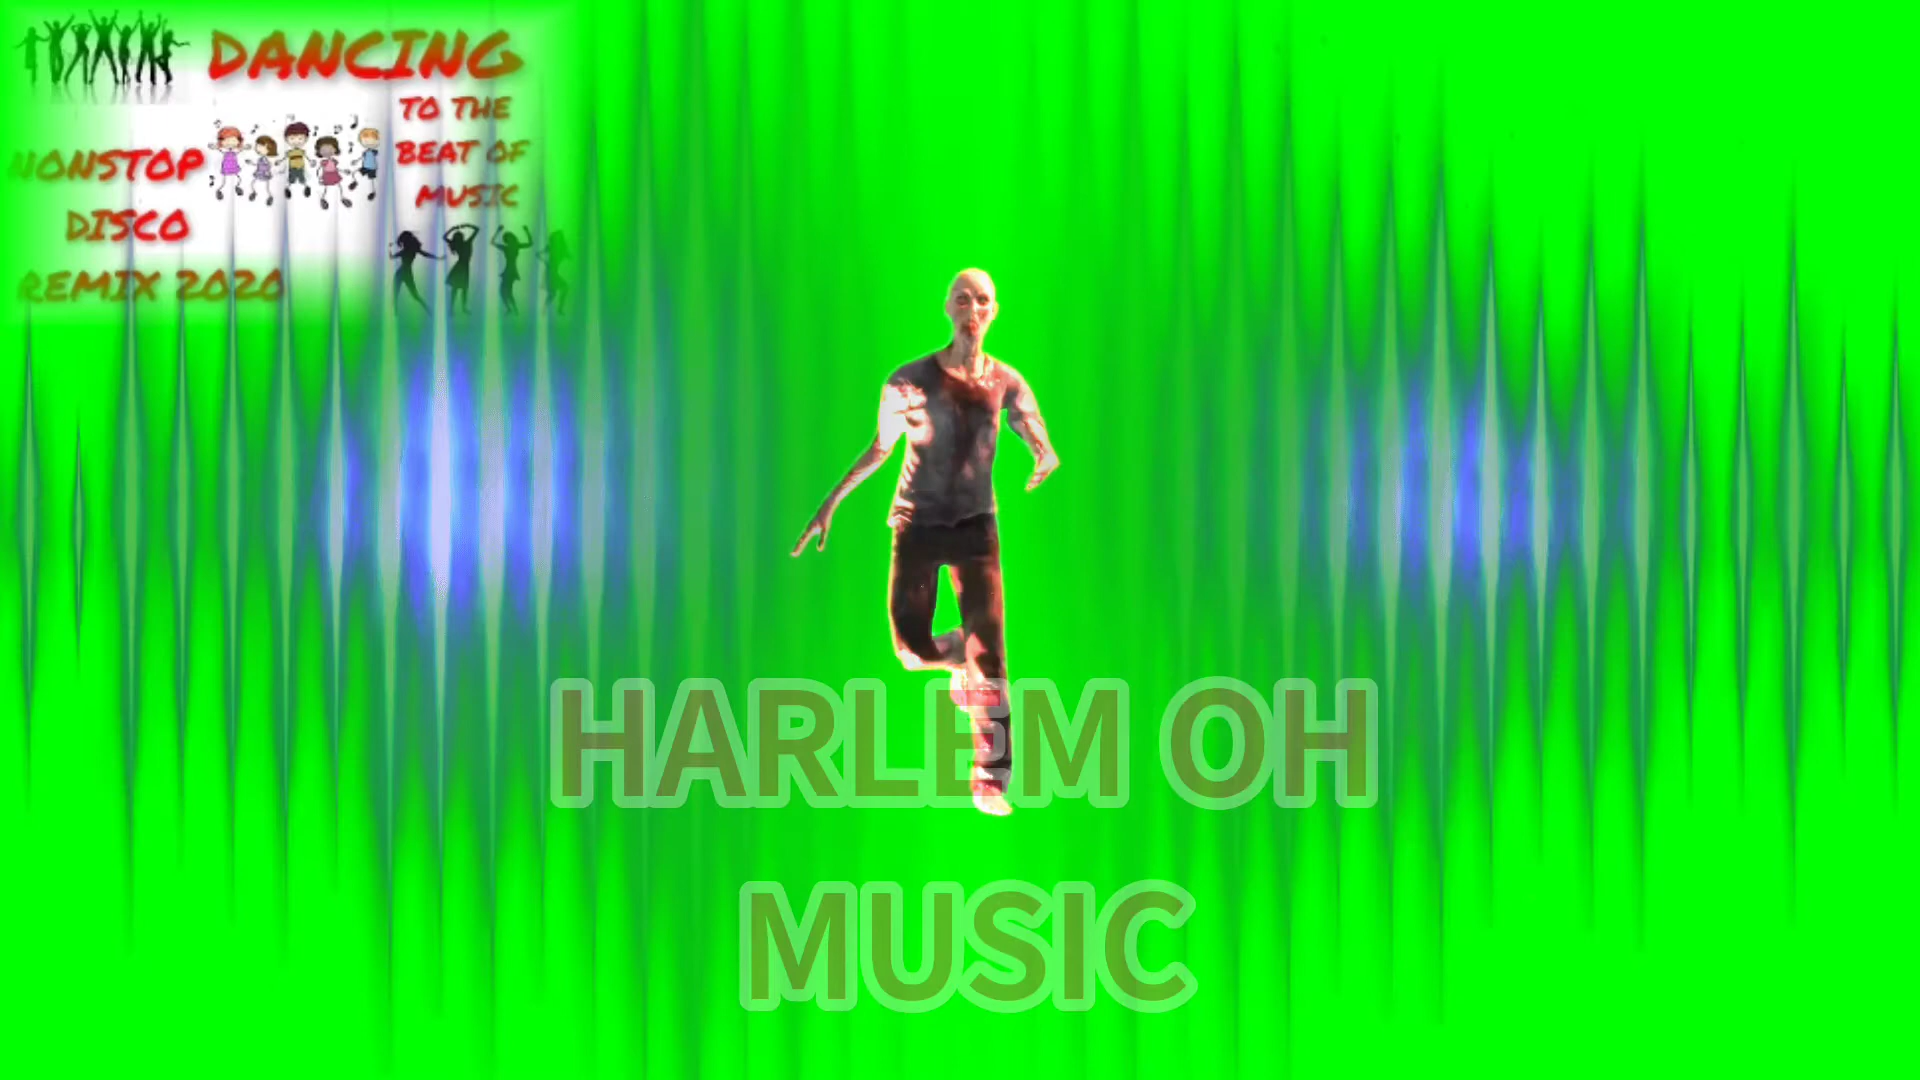 DANCING
TO THE
BEAT OF
MUSIC
NONSTOP
DISCO
REMIX 2020
HARLEM OH
MUSIC